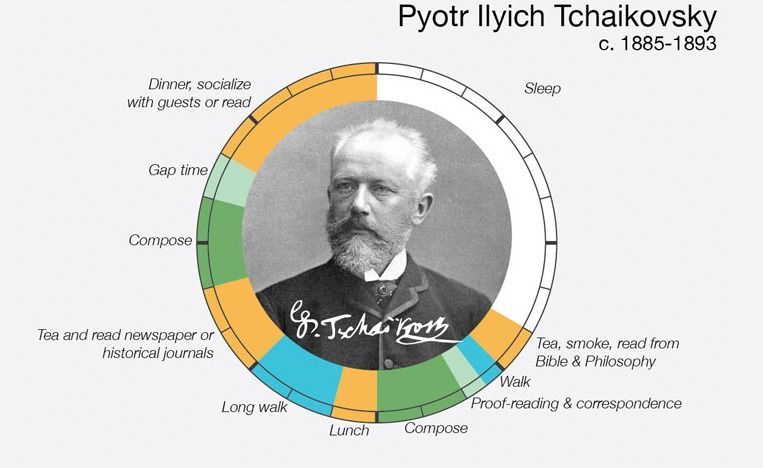 Pyotr Ilyich Tchaikovsky
c. 1885-1893
Dinner, socialize
with guests or read
Sleep
Gap time
Compose
Tea and read newspaper or
historical journals
Tea, smoke, read from
Bible & Philosophy
Walk
Proof-reading & correspondence
Long walk
Lunch
Compose